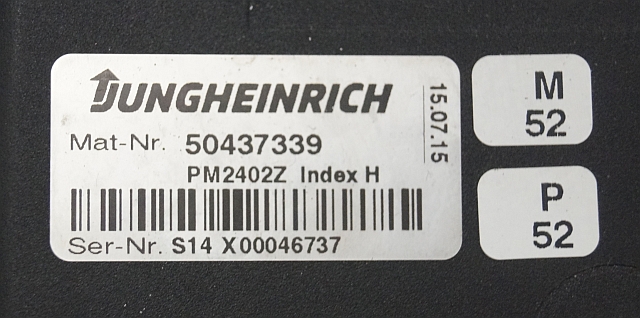 JUNGHEINRICH
15.07.15
Mat-Nr. 50437339
PM2402Z Index H
Ser-Nr. S14 X00046737
M
52
P
52